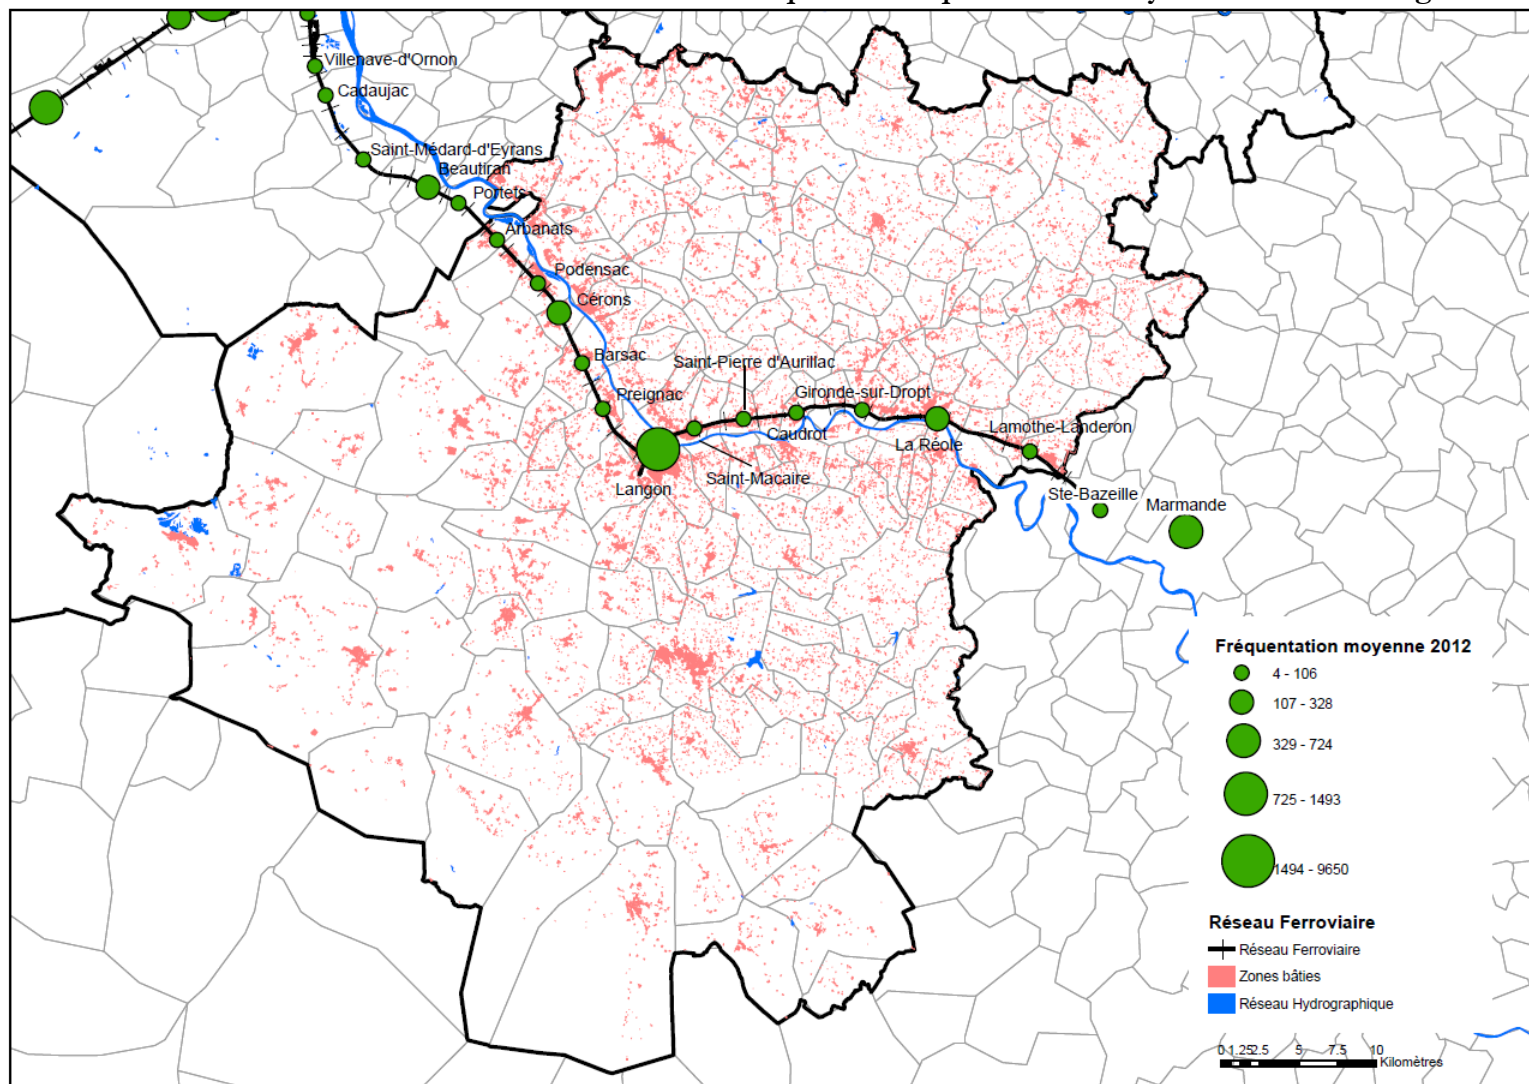 Villenave-d'Ornon
Cadaujac
Saint-Médard-d'Eyrans
Beautiran
Portets
Arbanats
Podensac
Cérons
Barsac
Saint-Pierre d'Aurillac
Preignac
Gironde-sur-Dropt
Caudrot
La Réole
Lamothe-Landeron
Saint-Macaire
Langon
Ste-Bazeille
Marmande
Fréquentation moyenne 2012
4 - 106
107 - 328
329 - 724
725 - 1493
1494 - 9650
Réseau Ferroviaire
Réseau Ferroviaire
Zones bâties
Réseau Hydrographique
0 1.252.5 5 7.5 10
Kilomètres